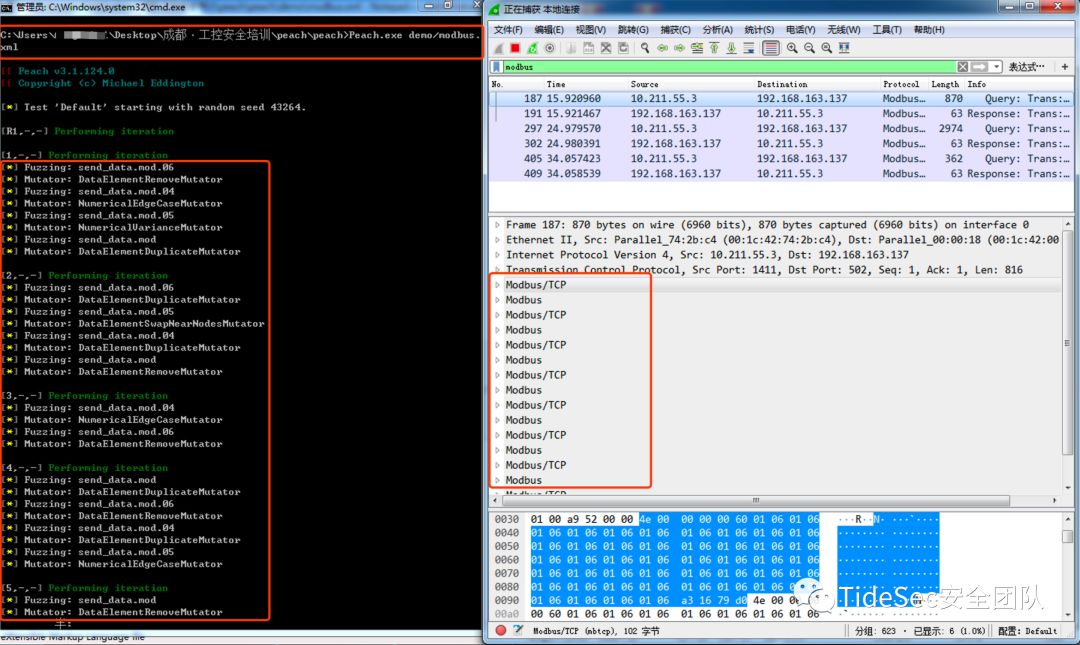 管理员: C:\Windows\system32\cmd.exe
C:\Users\ \Desktop\成都·工控安全培训\peach\peach>Peach.exe demo/modbus.
xml
[[ Peach v3.1.124.0
[[ Copyright (c) Michael Eddington
[*] Test 'Default' starting with random seed 43264.
[R1,-,-] Performing iteration
[1,-,-] Performing iteration
[*] Fuzzing: send_data.mod.06
[*] Mutator: DataElementRemoveMutator
[*] Fuzzing: send_data.mod.04
[*] Mutator: NumericalEdgeCaseMutator
[*] Fuzzing: send_data.mod.05
[*] Mutator: NumericalVarianceMutator
[*] Fuzzing: send_data.mod
[*] Mutator: DataElementDuplicateMutator
[2,-,-] Performing iteration
[*] Fuzzing: send_data.mod.06
[*] Mutator: DataElementDuplicateMutator
[*] Fuzzing: send_data.mod.05
[*] Mutator: DataElementSwapNearNodesMutator
[*] Fuzzing: send_data.mod.04
[*] Mutator: DataElementDuplicateMutator
[*] Fuzzing: send_data.mod
[*] Mutator: DataElementRemoveMutator
[3,-,-] Performing iteration
[*] Fuzzing: send_data.mod.04
[*] Mutator: NumericalEdgeCaseMutator
[*] Fuzzing: send_data.mod.06
[*] Mutator: DataElementRemoveMutator
[4,-,-] Performing iteration
[*] Fuzzing: send_data.mod
[*] Mutator: DataElementDuplicateMutator
[*] Fuzzing: send_data.mod.06
[*] Mutator: DataElementRemoveMutator
[*] Fuzzing: send_data.mod.04
[*] Mutator: DataElementDuplicateMutator
[*] Fuzzing: send_data.mod.05
[*] Mutator: NumericalEdgeCaseMutator
[5,-,-] Performing iteration
[*] Fuzzing: send_data.mod
[*] Mutator: DataElementRemoveMutator
半:
eXtensible Markup Language file
正在捕获 本地连接
文件(F) 编辑(E) 视图(V) 跳转(G) 捕获(C) 分析(A) 统计(S) 电话(Y) 无线(W) 工具(T) 帮助(H)
modbus 表达式… +
No. Time Source Destination Protocol Length Info
187 15.920960 10.211.55.3 192.168.163.137 Modbus… 870 Query: Trans:…
191 15.921467 192.168.163.137 10.211.55.3 Modbus… 63 Response: Trans:…
297 24.979570 10.211.55.3 192.168.163.137 Modbus… 2974 Query: Trans:…
302 24.980391 192.168.163.137 10.211.55.3 Modbus… 63 Response: Trans:…
405 34.057423 10.211.55.3 192.168.163.137 Modbus… 362 Query: Trans:…
409 34.058539 192.168.163.137 10.211.55.3 Modbus… 63 Response: Trans:…
Frame 187: 870 bytes on wire (6960 bits), 870 bytes captured (6960 bits) on interface 0
Ethernet II, Src: Parallel_74:2b:c4 (00:1c:42:74:2b:c4), Dst: Parallel_00:00:18 (00:1c:42:00
Internet Protocol Version 4, Src: 10.211.55.3, Dst: 192.168.163.137
Transmission Control Protocol, Src Port: 1411, Dst Port: 502, Seq: 1, Ack: 1, Len: 816
Modbus/TCP
Modbus
Modbus/TCP
Modbus
Modbus/TCP
Modbus
Modbus/TCP
Modbus
Modbus/TCP
Modbus
Modbus/TCP
Modbus
Modbus/TCP
Modbus
Modbus/TCP
0030 01 00 a9 52 00 00 4e 00 00 00 00 60 01 06 01 06 ···R··N· ···`····
0040 01 06 01 06 01 06 01 06 01 06 01 06 01 06 01 06 ········ ········
0050 01 06 01 06 01 06 01 06 01 06 01 06 01 06 01 06 ········ ········
0060 01 06 01 06 01 06 01 06 01 06 01 06 01 06 01 06 ········ ········
0070 01 06 01 06 01 06 01 06 01 06 01 06 01 06 01 06 ········ ········
0080 01 06 01 06 01 06 01 06 01 06 01 06 01 06 01 06
0090 01 06 01 06 01 06 01 06 a3 16 79 d0 4e 00 00
00a0 00 60 01 06 01 06 01 06 01 06 01 06 01 06 01 06
TideSec安全团队
Modbus/TCP (mbtcp), 102 字节 分组: 623 · 已显示: 6 (1.0%) 配置: Default